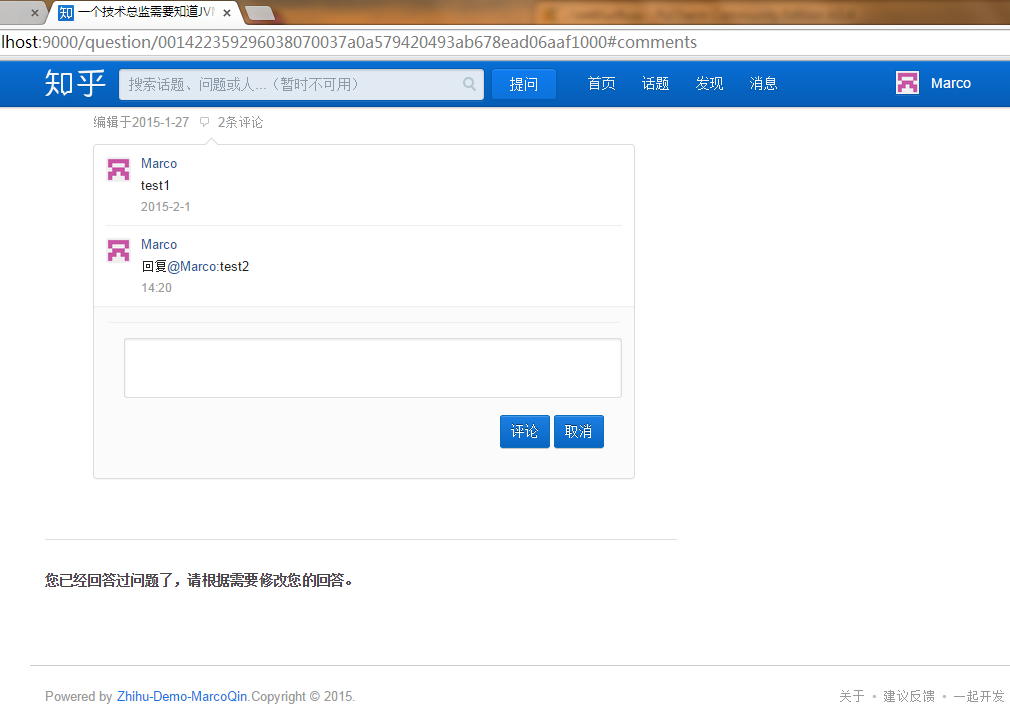 一个技术总监需要知道JV
lhost:9000/question/001422359296038070037a0a579420493ab678ead06aaf1000#comments
知乎 搜索话题、问题或人...（暂时不可用） 提问 首页 话题 发现 消息 Marco
编辑于2015-1-27 2条评论
Marco
test1
2015-2-1
Marco
回复@Marco:test2
14:20
评论 取消
您已经回答过问题了，请根据需要修改您的回答。
Powered by Zhihu-Demo-MarcoQin.Copyright © 2015. 关于 • 建议反馈 • 一起开发